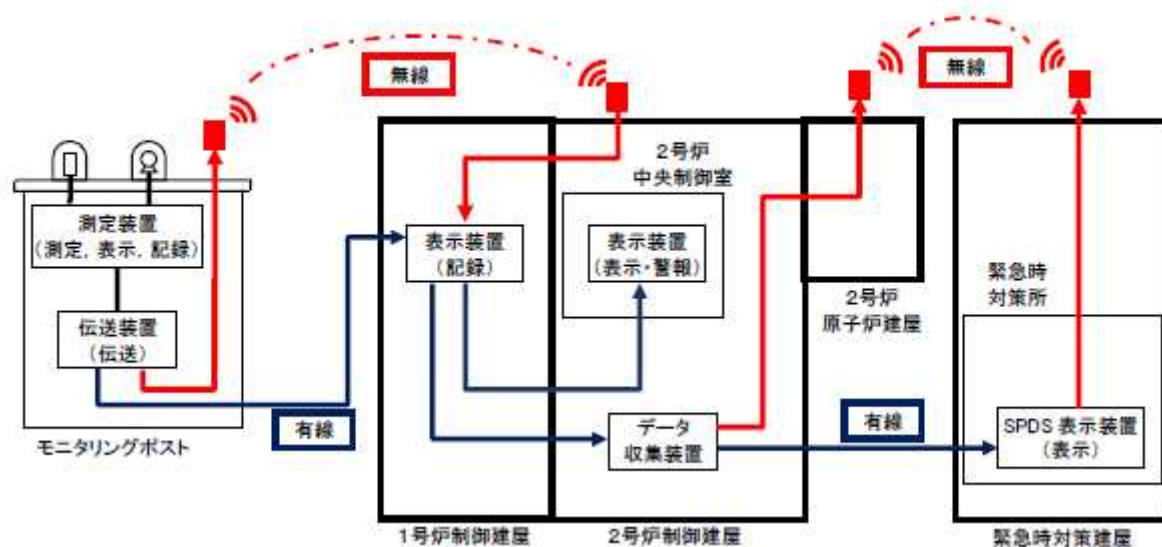 無線
無線
2号炉
中央制御室
測定装置
(測定, 表示, 記録)
表示装置
(記録)
表示装置
(表示・警報)
緊急時
対策所
2号炉
原子炉建屋
伝送装置
(伝送)
有線
データ
収集装置
有線
SPDS 表示装置
(表示)
モニタリングポスト
1号炉制御建屋
2号炉制御建屋
緊急時対策建屋